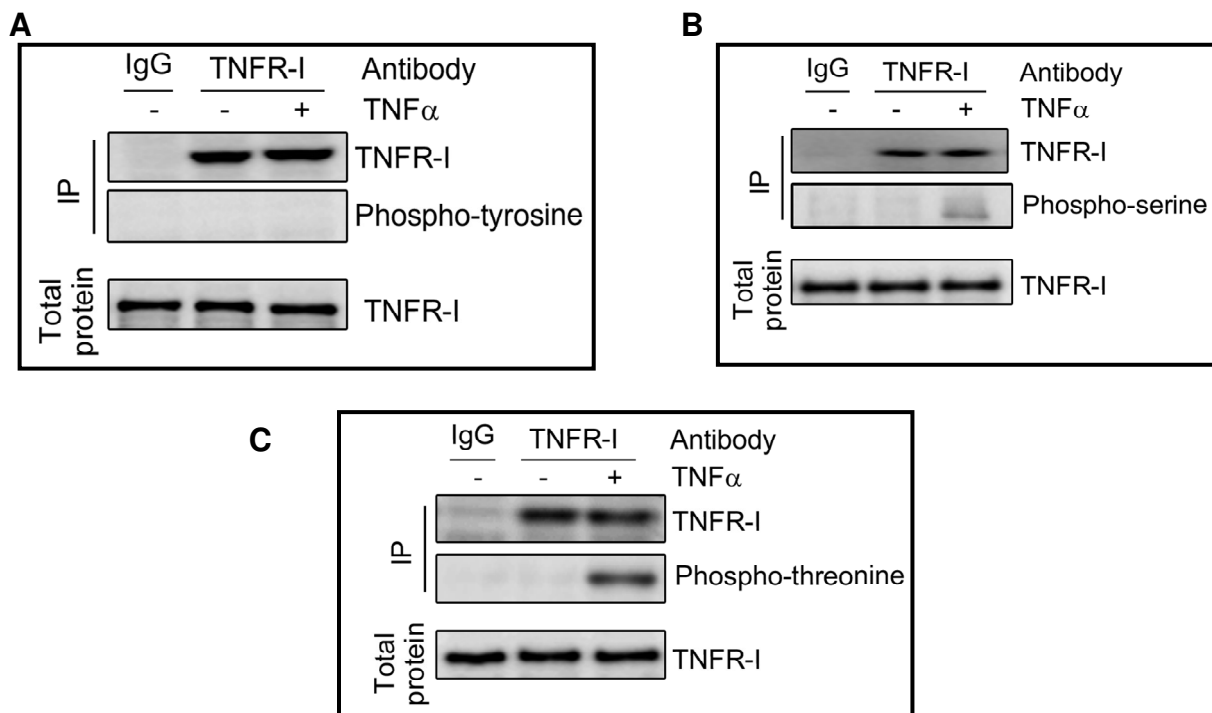 A
IgG TNFR-I Antibody
- - + TNFα
IP
TNFR-I
Phospho-tyrosine
Total protein
TNFR-I
B
IgG TNFR-I Antibody
- - + TNFα
IP
TNFR-I
Phospho-serine
Total protein
TNFR-I
C
IgG TNFR-I Antibody
- - + TNFα
IP
TNFR-I
Phospho-threonine
Total protein
TNFR-I